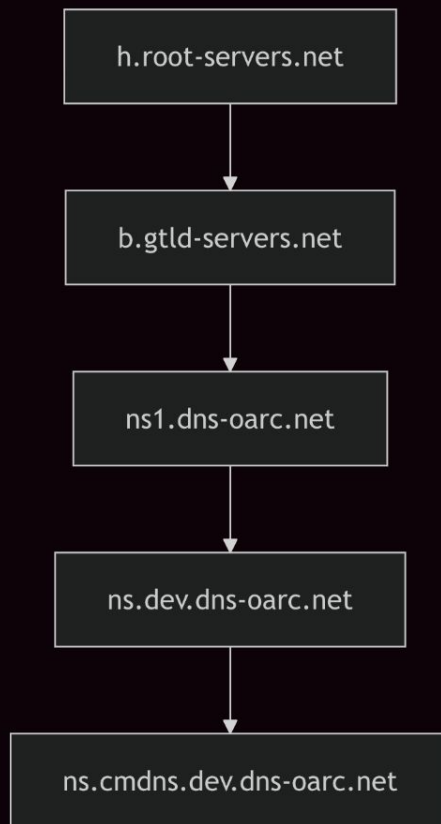 h.root-servers.net
b.gtld-servers.net
ns1.dns-oarc.net
ns.dev.dns-oarc.net
ns.cmdns.dev.dns-oarc.net